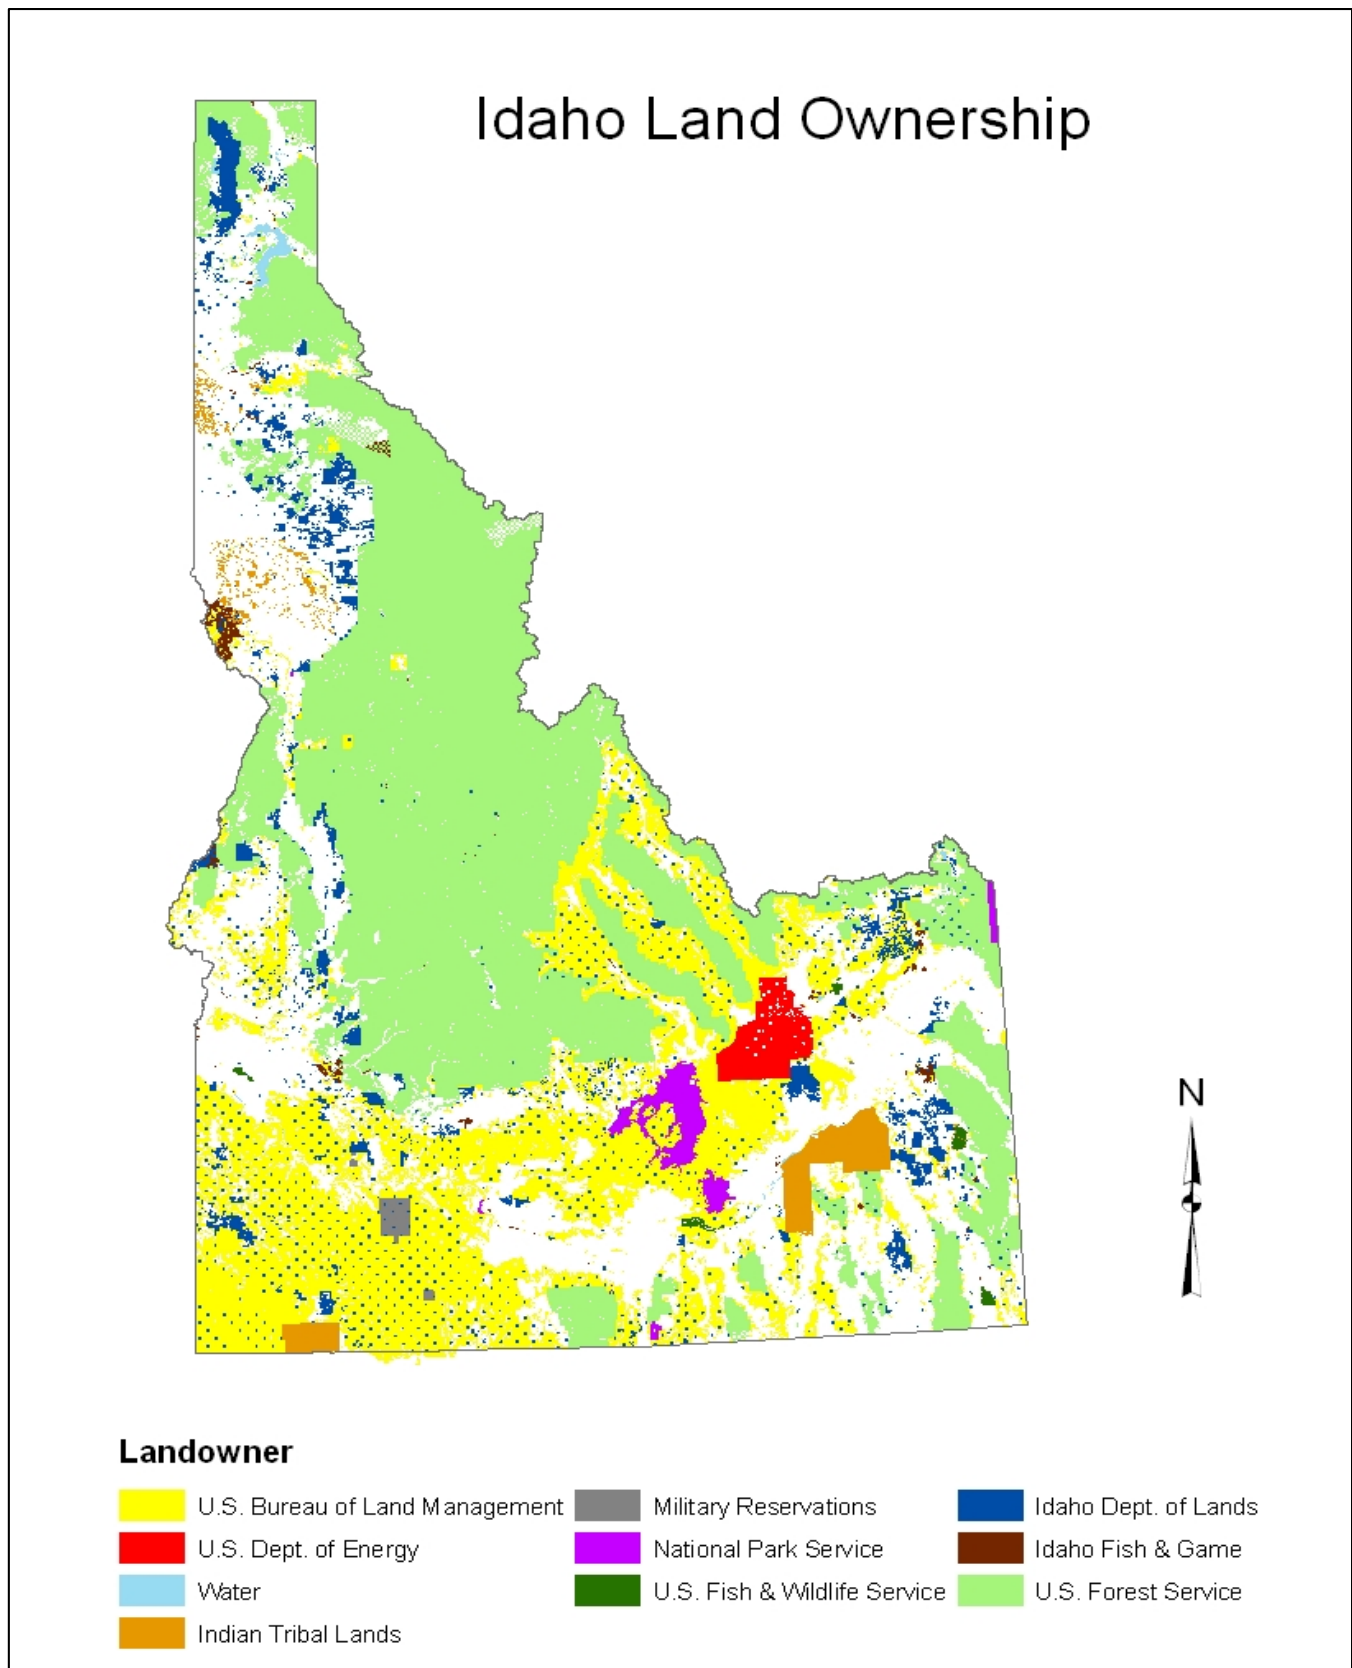 Idaho Land Ownership
N
Landowner
U.S. Bureau of Land Management
Military Reservations
Idaho Dept. of Lands
U.S. Dept. of Energy
National Park Service
Idaho Fish & Game
Water
U.S. Fish & Wildlife Service
U.S. Forest Service
Indian Tribal Lands